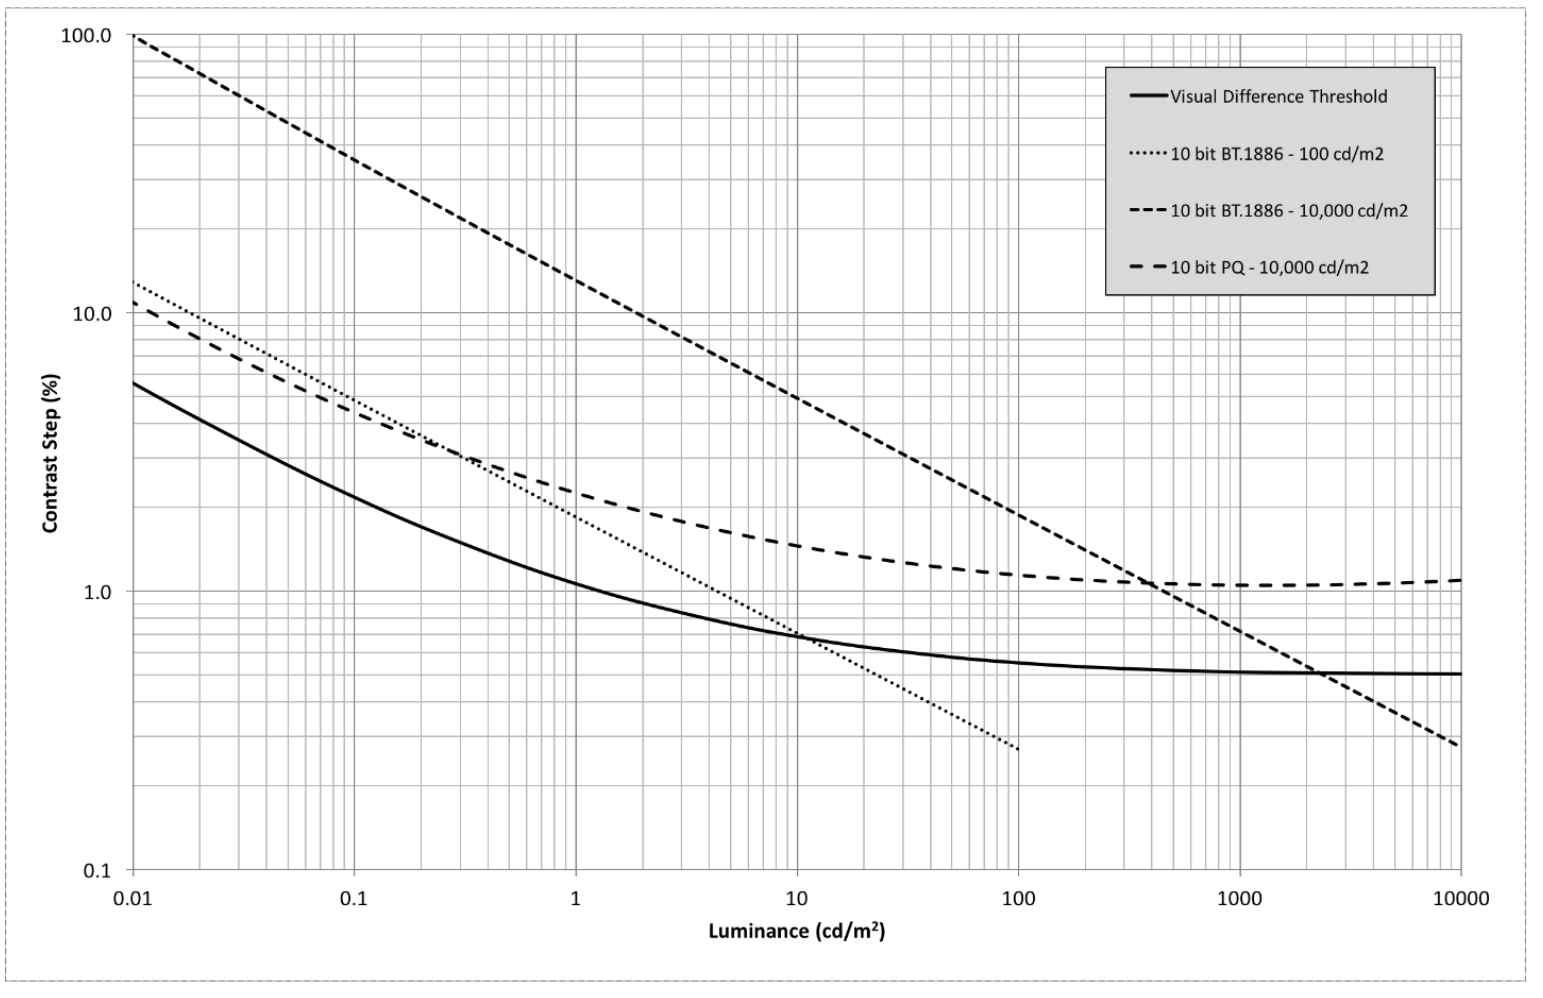 100.0
10.0
1.0
0.1
Contrast Step (%)
0.01
0.1
1
10
100
1000
10000
Luminance (cd/m²)
Visual Difference Threshold
10 bit BT.1886 - 100 cd/m2
10 bit BT.1886 - 10,000 cd/m2
10 bit PQ - 10,000 cd/m2